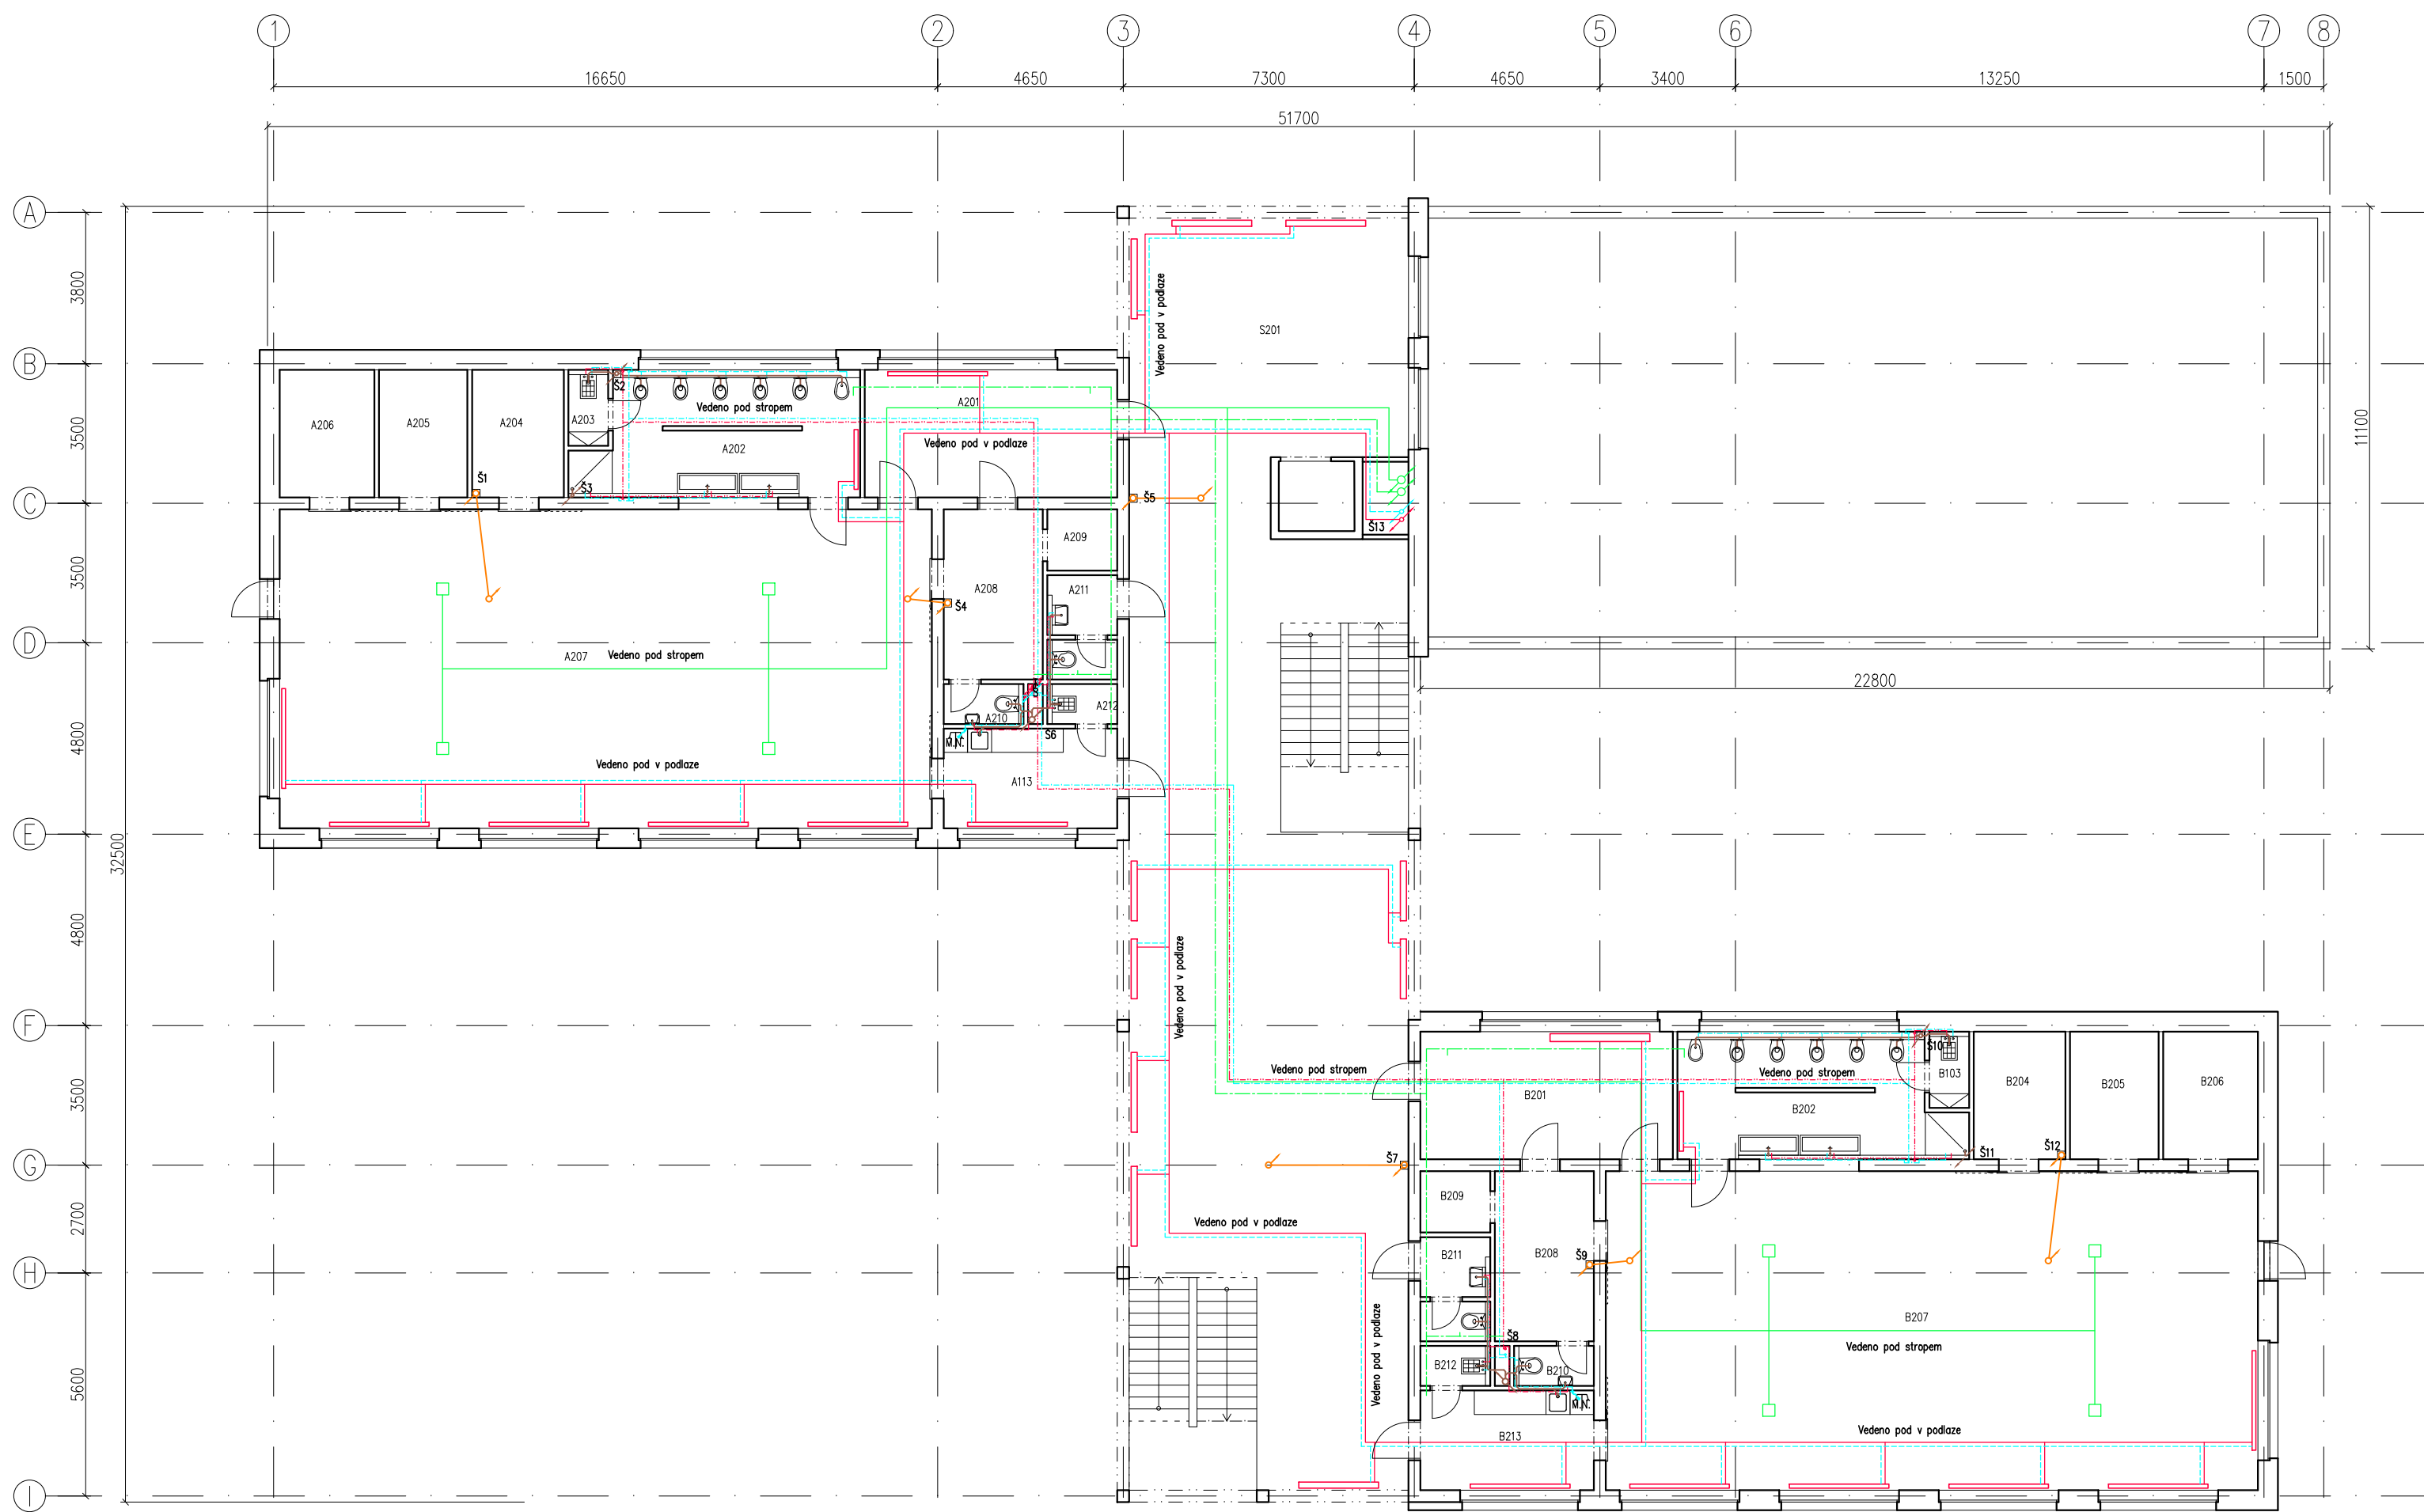 1 2 3 4 5 6 7 8
16650 4650 7300 4650 3400 13250 1500
51700
A
B
C
D
E
F
G
H
I
3800
3500
3500
4800
4800
3500
2700
5600
32500
11100
22800
Vedeno pod v podlaze
S201
A206
A205
A204
A203
Š2
Vedeno pod stropem
A202
A201
Vedeno pod v podlaze
Š1
Š3
Š5
Š13
A209
A208
A211
Š4
A207
Vedeno pod stropem
A210
A212
Š6
M.N.
Vedeno pod v podlaze
A113
Vedeno pod v podlaze
Vedeno pod stropem
B201
Vedeno pod stropem
Š10
B103
B202
B204
B205
B206
Š7
Š11
Š12
B209
Vedeno pod v podlaze
B211
B208
Š9
B207
Vedeno pod stropem
Š8
B212
B210
M.N.
Vedeno pod v podlaze
B213
Vedeno pod v podlaze